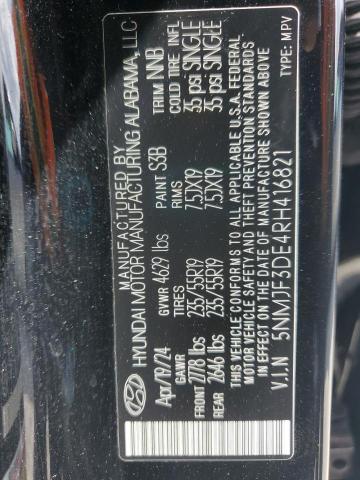 MANUFACTURED BY
HYUNDAI MOTOR MANUFACTURING ALABAMA, LLC
Apr/19/24 GVWR 4629 lbs PAINT S3B TRIM NNB
GAWR TIRES RIMS COLD TIRE INF.
FRONT 2778 lbs 235/55R19 7.5JX19 35 psi SINGLE
REAR 2646 lbs 235/55R19 7.5JX19 35 psi SINGLE
THIS VEHICLE CONFORMS TO ALL APPLICABLE U.S.A. FEDERAL
MOTOR VEHICLE SAFETY AND THEFT PREVENTION STANDARDS
IN EFFECT ON THE DATE OF MANUFACTURE SHOWN ABOVE.
V.I.N 5NMJF3DE4RH416821 TYPE: MPV